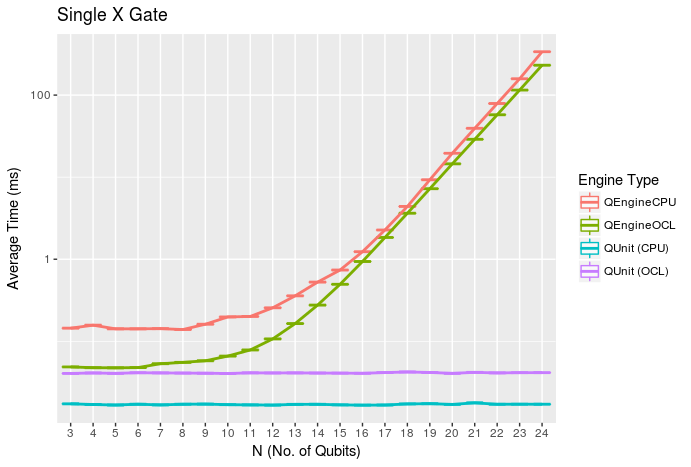 Single X Gate
Average Time (ms)
100
1
3 4 5 6 7 8 9 10 11 12 13 14 15 16 17 18 19 20 21 22 23 24
N (No. of Qubits)
Engine Type
QEngineCPU
QEngineOCL
QUnit (CPU)
QUnit (OCL)